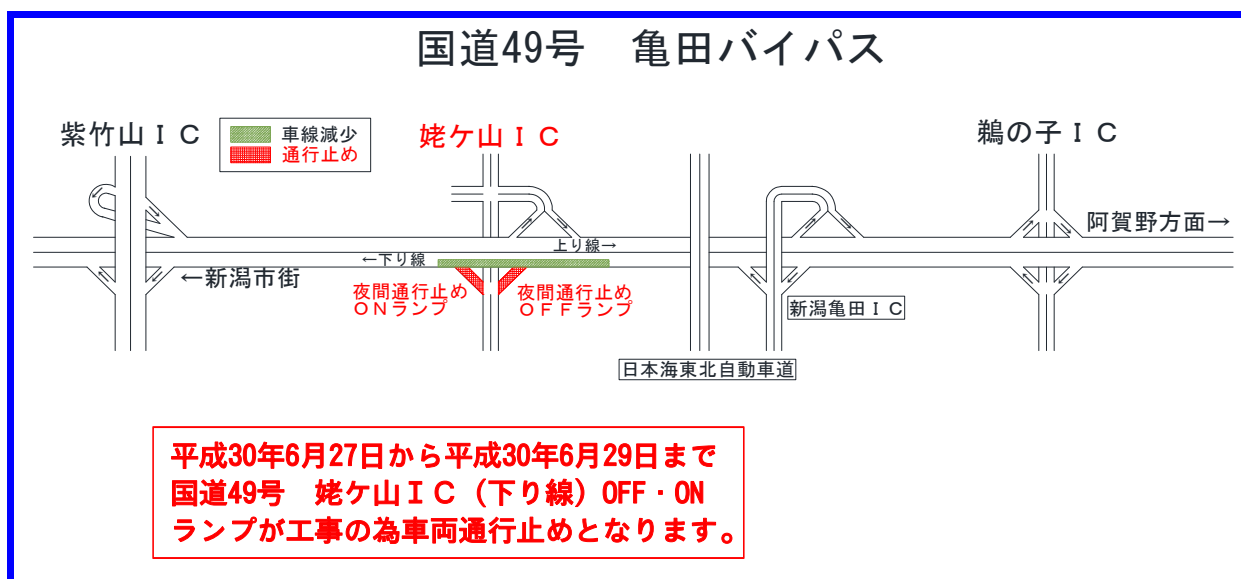 国道49号　亀田バイパス
紫竹山ＩＣ
車線減少
通行止め
姥ケ山ＩＣ
鵜の子ＩＣ
阿賀野方面→
上り線→
←下り線
←新潟市街
夜間通行止め
ＯＮランプ
夜間通行止め
ＯＦＦランプ
新潟亀田ＩＣ
日本海東北自動車道
平成30年6月27日から平成30年6月29日まで
国道49号　姥ケ山ＩＣ（下り線）OFF・ON
ランプが工事の為車両通行止めとなります。